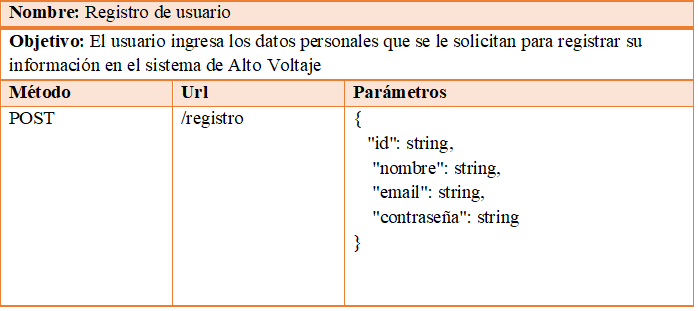 Nombre: Registro de usuario
Objetivo: El usuario ingresa los datos personales que se le solicitan para registrar su
información en el sistema de Alto Voltaje
Método Url Parámetros
POST /registro {
"id": string,
"nombre": string,
"email": string,
"contraseña": string
}